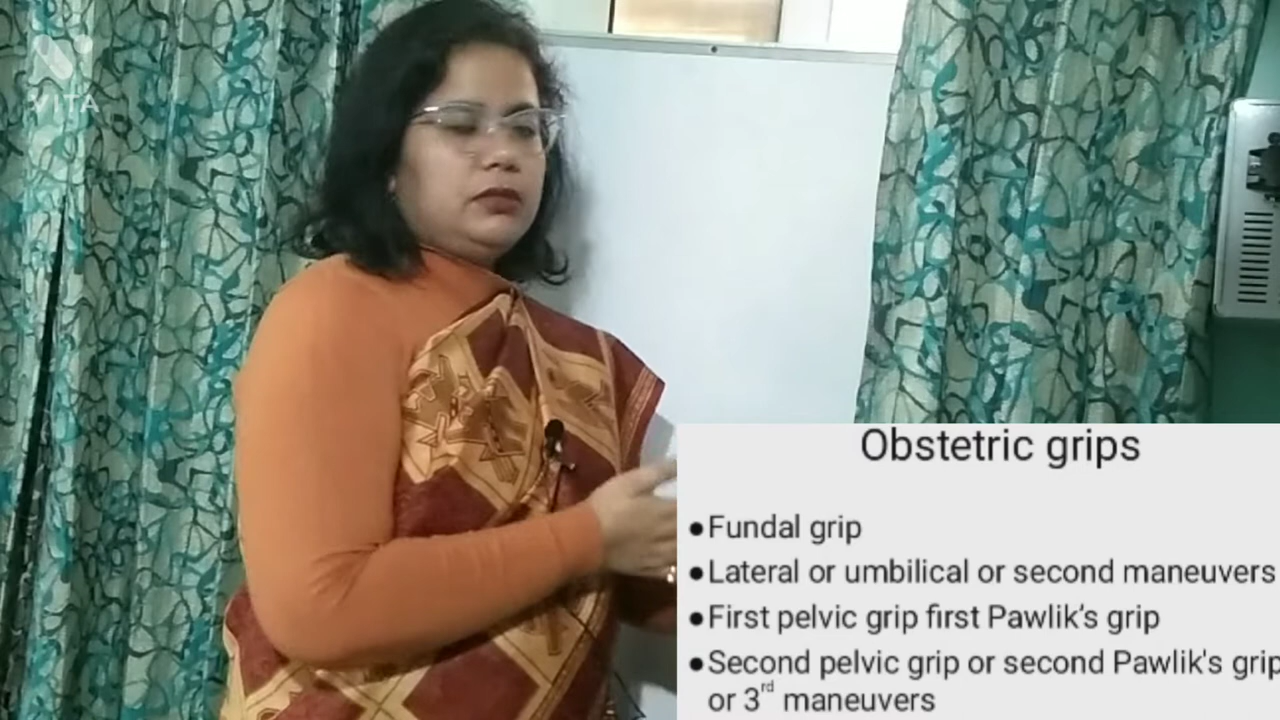 VITA
Obstetric grips
●Fundal grip
●Lateral or umbilical or second maneuvers
●First pelvic grip first Pawlik’s grip
●Second pelvic grip or second Pawlik's grip
or 3rd maneuvers